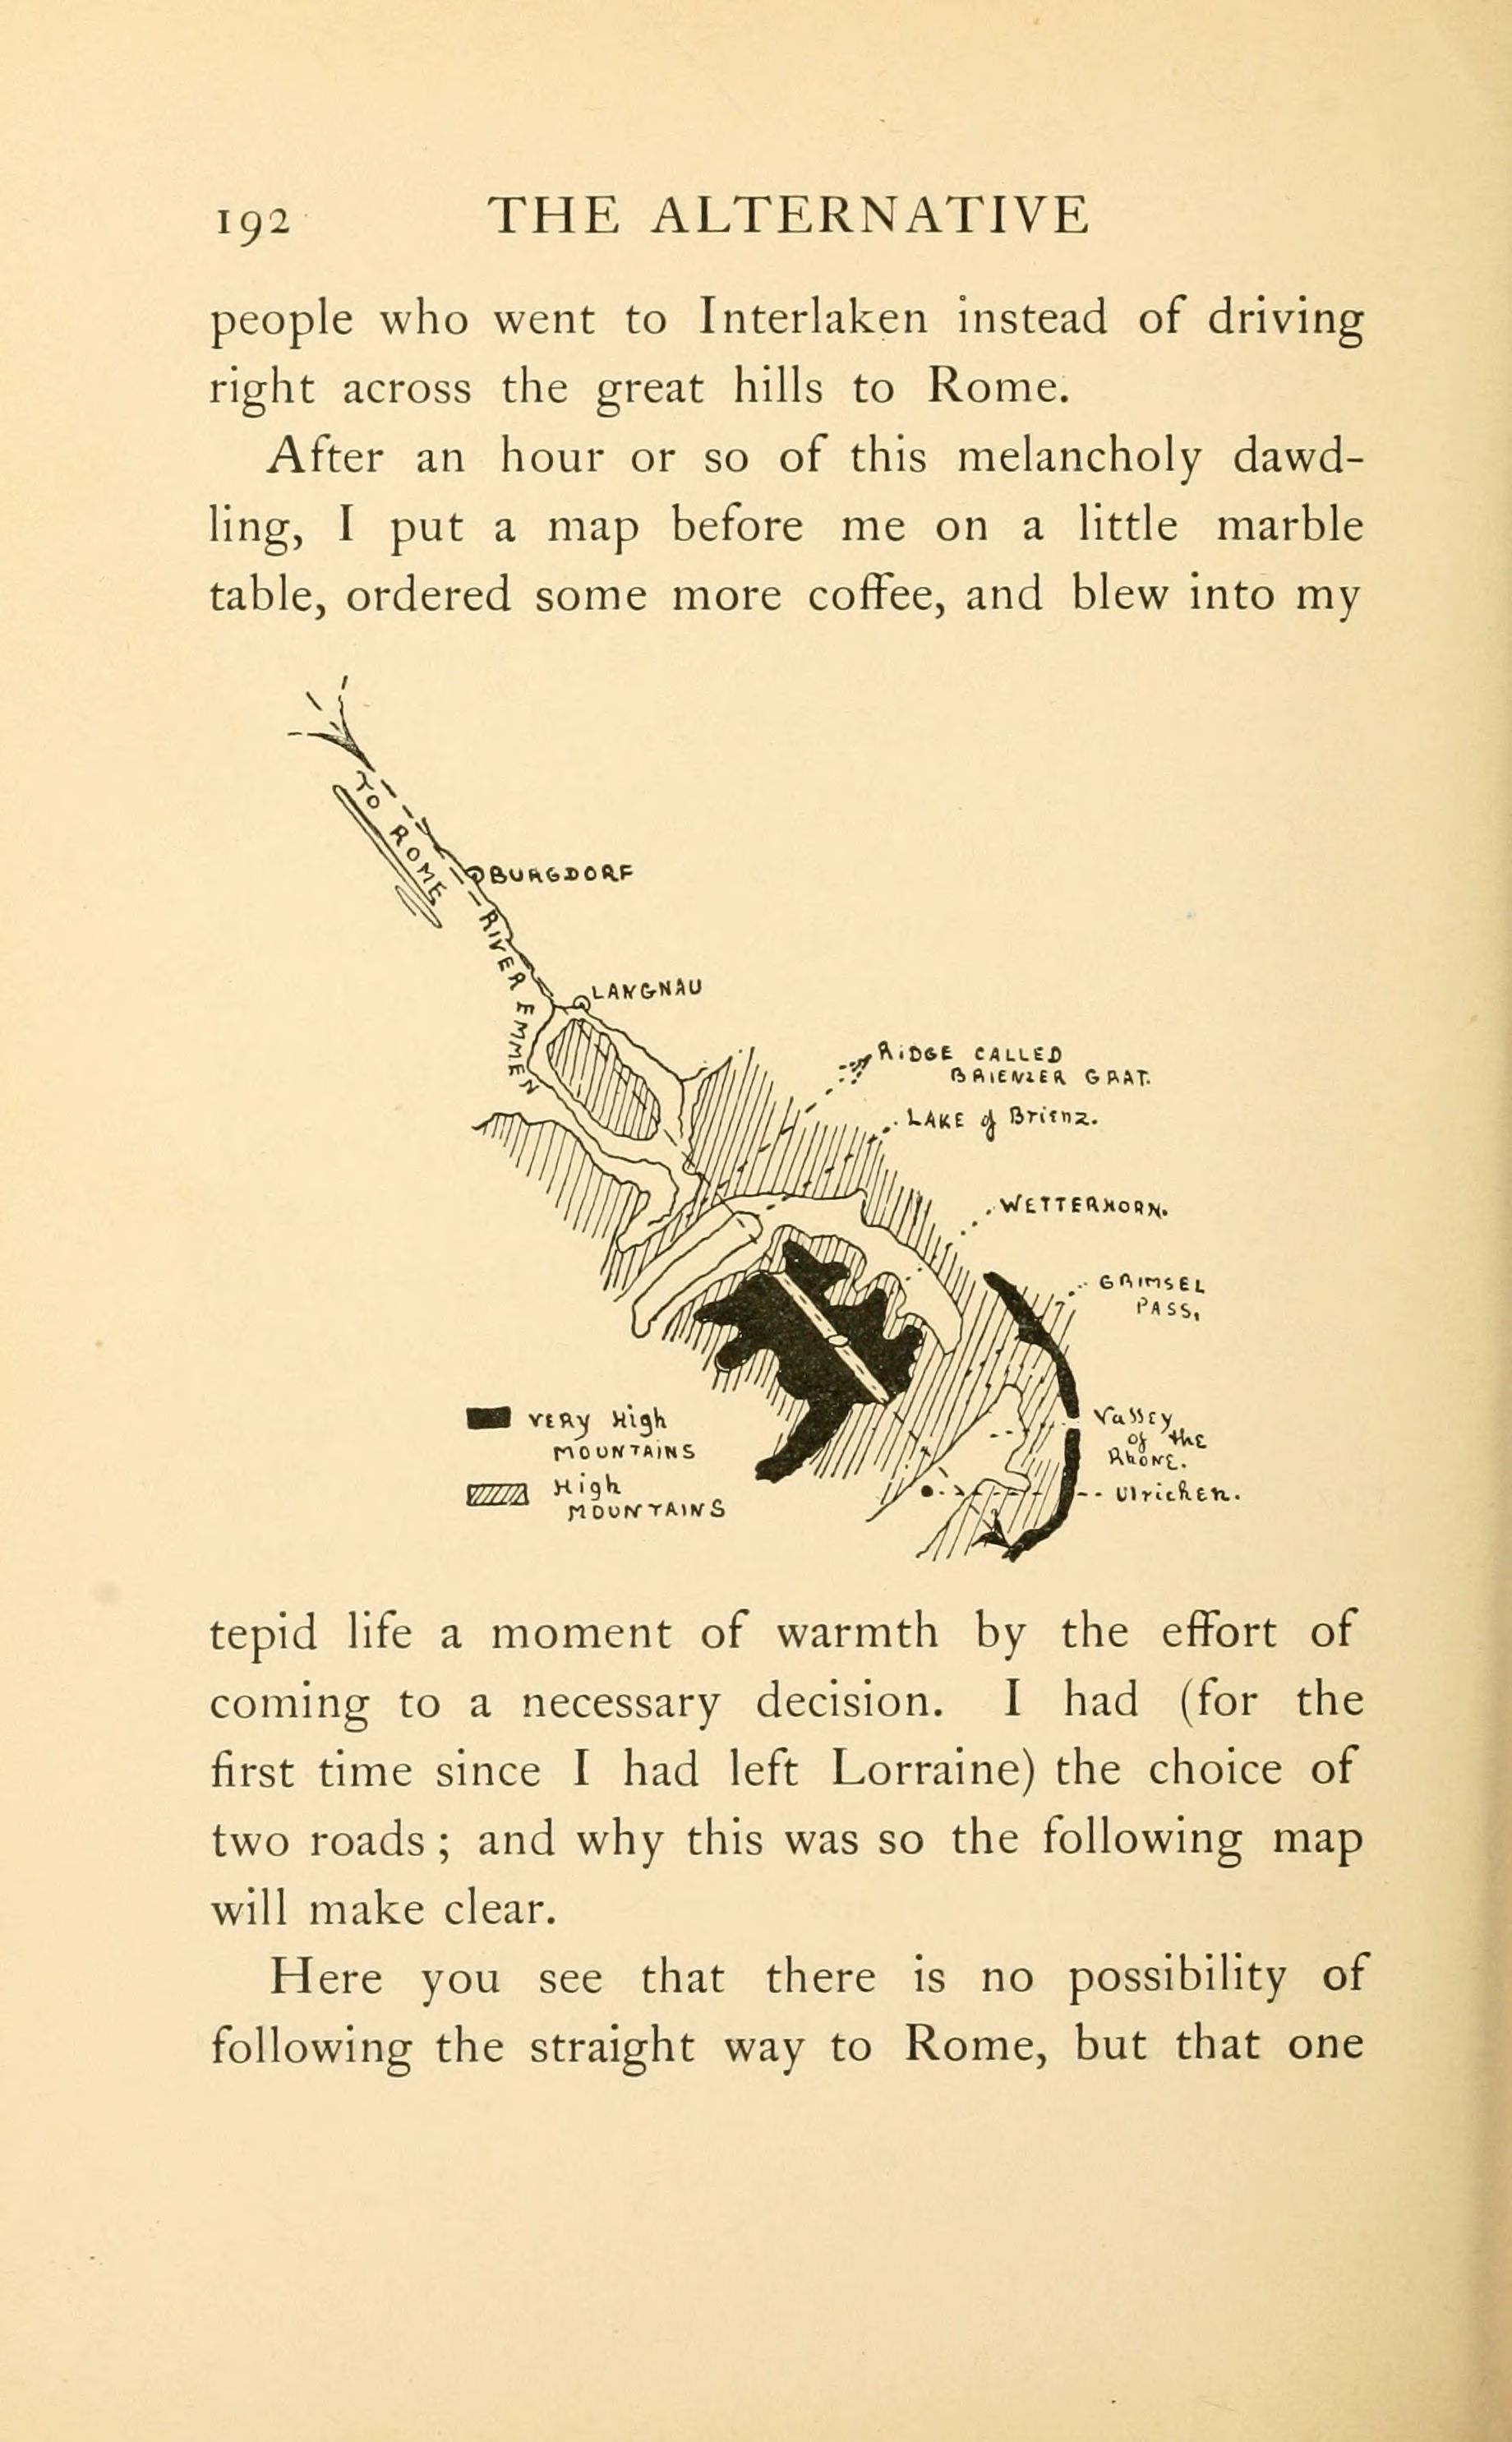 192 THE ALTERNATIVE
people who went to Interlaken instead of driving
right across the great hills to Rome.
After an hour or so of this melancholy dawd-
ling, I put a map before me on a little marble
table, ordered some more coffee, and blew into my
TO ROME
BURGDORF
RIVER EMMEN
LANGNAU
RIDGE CALLED
BRIENZER GRAT.
LAKE of Brienz.
WETTERHORN.
GRIMSEL
PASS,
VERY High
MOUNTAINS
High
MOUNTAINS
Valley
of the
RhONE.
Ulrichen.
tepid life a moment of warmth by the effort of
coming to a necessary decision. I had (for the
first time since I had left Lorraine) the choice of
two roads; and why this was so the following map
will make clear.
Here you see that there is no possibility of
following the straight way to Rome, but that one